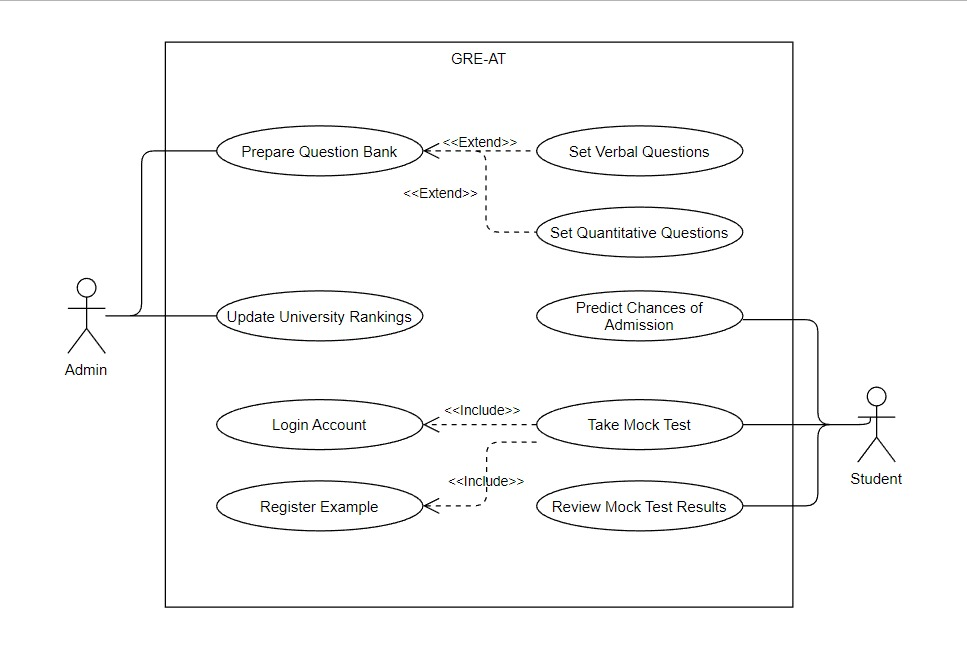 GRE-AT
Prepare Question Bank
<<Extend>>
Set Verbal Questions
<<Extend>>
Set Quantitative Questions
Update University Rankings
Predict Chances of
Admission
Admin
Login Account
<<Include>>
Take Mock Test
Student
Register Example
<<Include>>
Review Mock Test Results